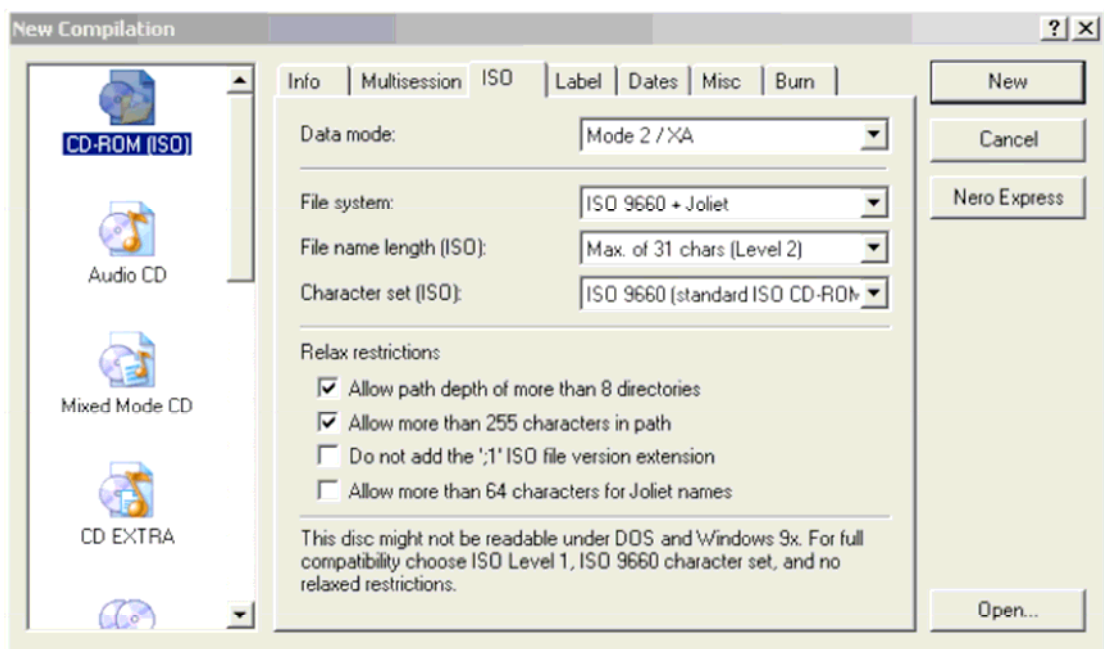 New Compilation
CD-ROM (ISO)
Audio CD
Mixed Mode CD
CD EXTRA
Info Multisession ISO Label Dates Misc Burn
Data mode: Mode 2 / XA
File system: ISO 9660 + Joliet
File name length (ISO): Max. of 31 chars (Level 2)
Character set (ISO): ISO 9660 (standard ISO CD-ROM
Relax restrictions
Allow path depth of more than 8 directories
Allow more than 255 characters in path
Do not add the ';1' ISO file version extension
Allow more than 64 characters for Joliet names
This disc might not be readable under DOS and Windows 9x. For full
compatibility choose ISO Level 1, ISO 9660 character set, and no
relaxed restrictions.
New
Cancel
Nero Express
Open...